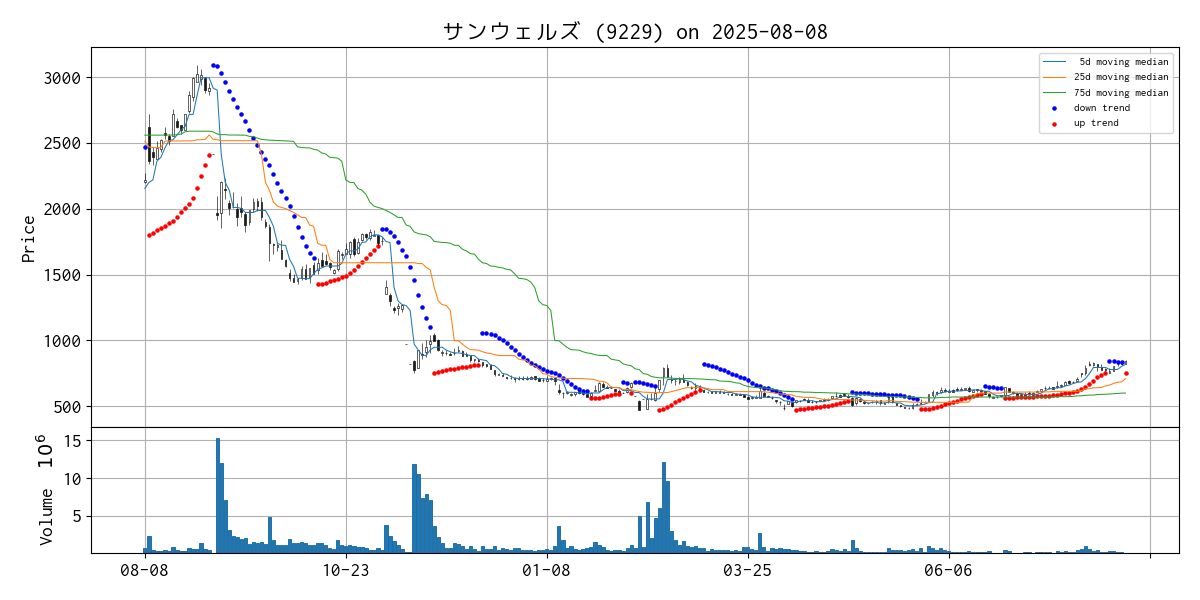 サンウェルズ (9229) on 2025-08-08
5d moving median
25d moving median
75d moving median
down trend
up trend
Price
3000
2500
2000
1500
1000
500
Volume 10^6
15
10
5
08-08
10-23
01-08
03-25
06-06